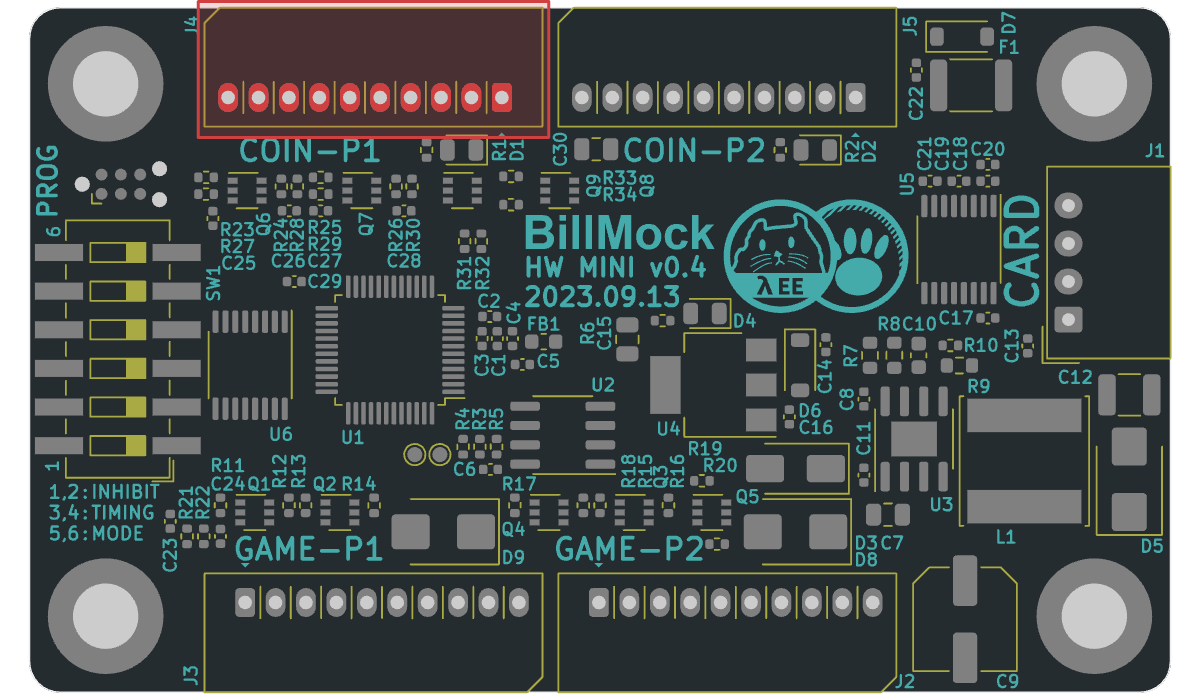 J4
J5
D7
F1
C22
COIN-P1
R1
D1
C30
COIN-P2
R2
D2
C21
C19
C18
C20
J1
PROG
U5
Q9
R33
R34
Q8
R23
R27
C25
Q6
R24
R28
C26
R25
R29
C27
Q7
R26
R30
C28
BillMock
HW MINI v0.4
2023.09.13
λEE
CARD
6
SW1
C29
R31
R32
C2
C4
FB1
C3
C1
C5
R6
C15
D4
C17
R8
C10
R7
R10
C13
C14
C12
U6
U1
U2
U4
D6
C16
C8
R9
R4
R3
R5
C6
C11
1
R19
R20
R11
C24
Q1
R12
R13
Q2
R14
R17
R18
R15
Q3
R16
Q5
U3
1,2:INHIBIT
3,4:TIMING
5,6:MODE
R21
R22
C23
GAME-P1
Q4
D9
GAME-P2
D3
D8
C7
L1
D5
J3
J2
C9